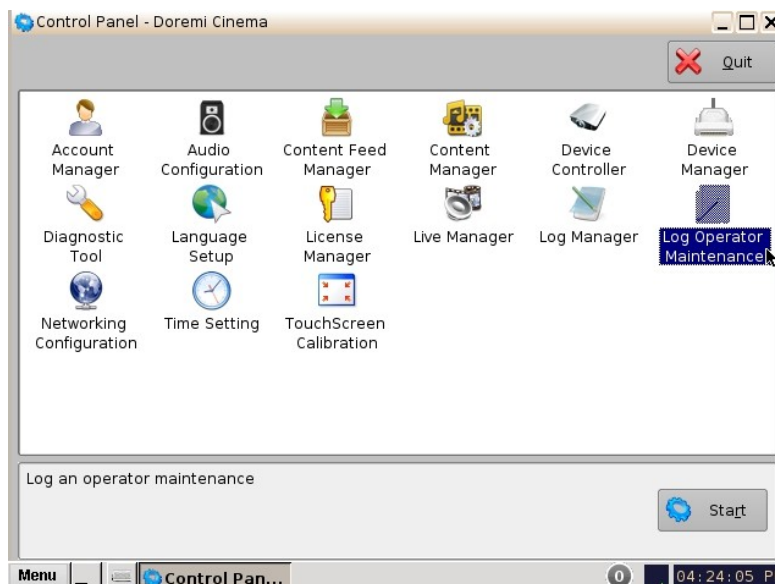 Control Panel - Doremi Cinema
Quit
Account
Manager
Audio
Configuration
Content Feed
Manager
Content
Manager
Device
Controller
Device
Manager
Diagnostic
Tool
Language
Setup
License
Manager
Live Manager
Log Manager
Log Operator
Maintenance
Networking
Configuration
Time Setting
TouchScreen
Calibration
Log an operator maintenance
Start
Menu
Control Pan...
0
04:24:05 P